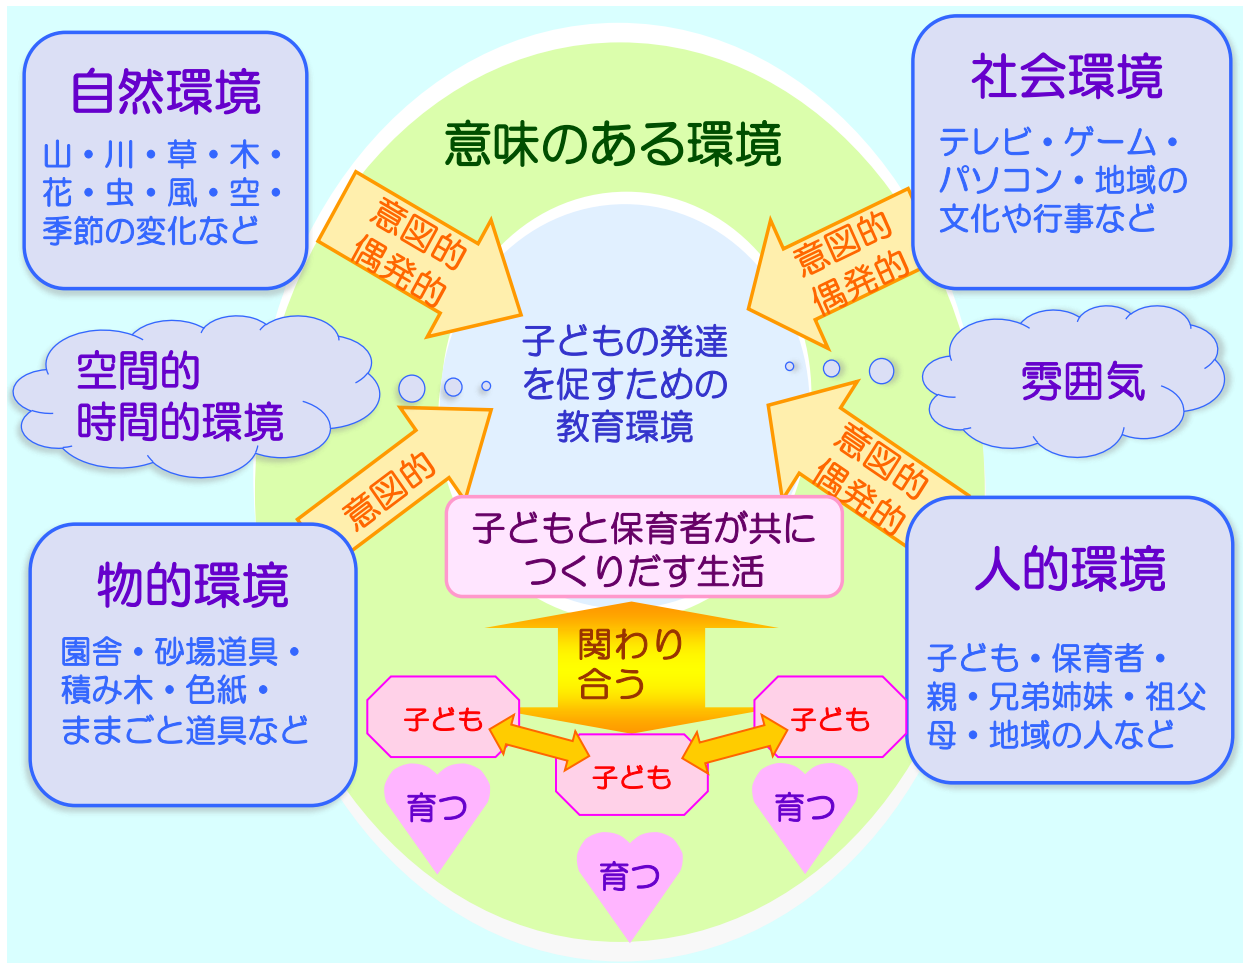 自然環境
山・川・草・木・
花・虫・風・空・
季節の変化など
意味のある環境
社会環境
テレビ・ゲーム・
パソコン・地域の
文化や行事など
意図的
偶発的
意図的
偶発的
空間的
時間的環境
子どもの発達
を促すための
教育環境
雰囲気
意図的
意図的
偶発的
子どもと保育者が共に
つくりだす生活
物的環境
園舎・砂場道具・
積み木・色紙・
ままごと道具など
人的環境
子ども・保育者・
親・兄弟姉妹・祖父
母・地域の人など
関わり
合う
子ども
子ども
子ども
育つ
育つ
育つ